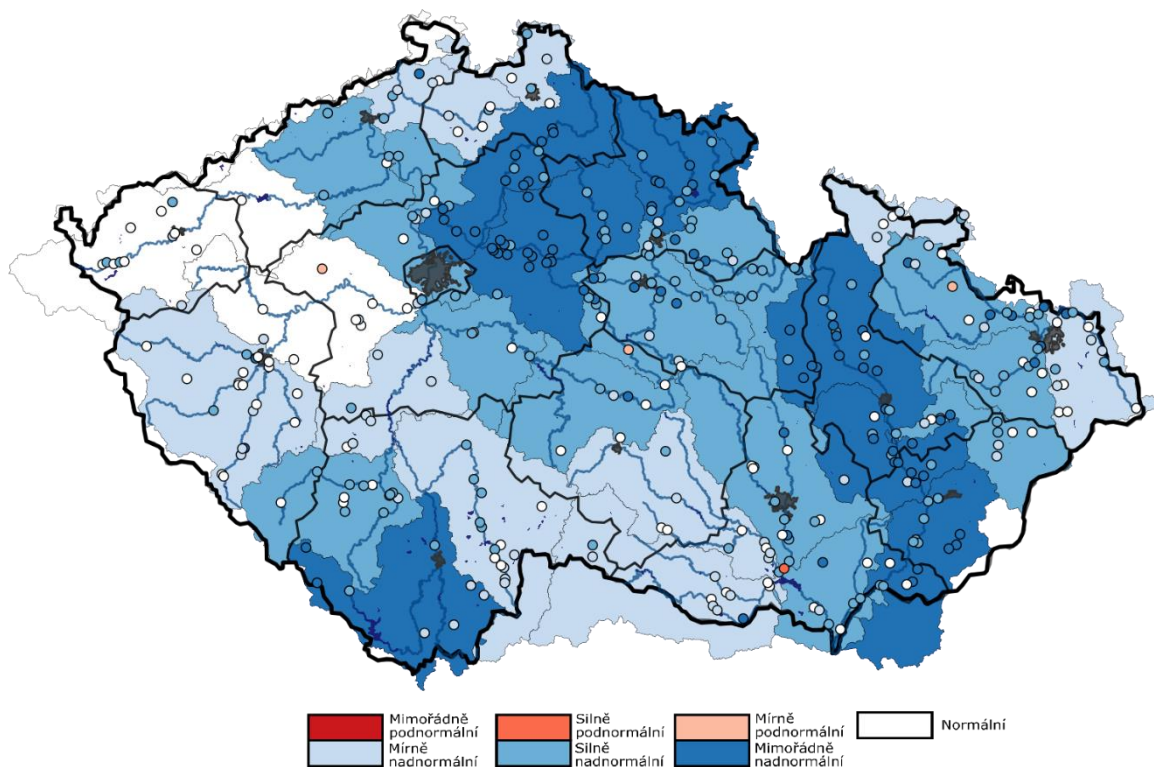 Mimořádně
podnormální
Silně
podnormální
Mírně
podnormální
Normální
Mírně
nadnormální
Silně
nadnormální
Mimořádně
nadnormální